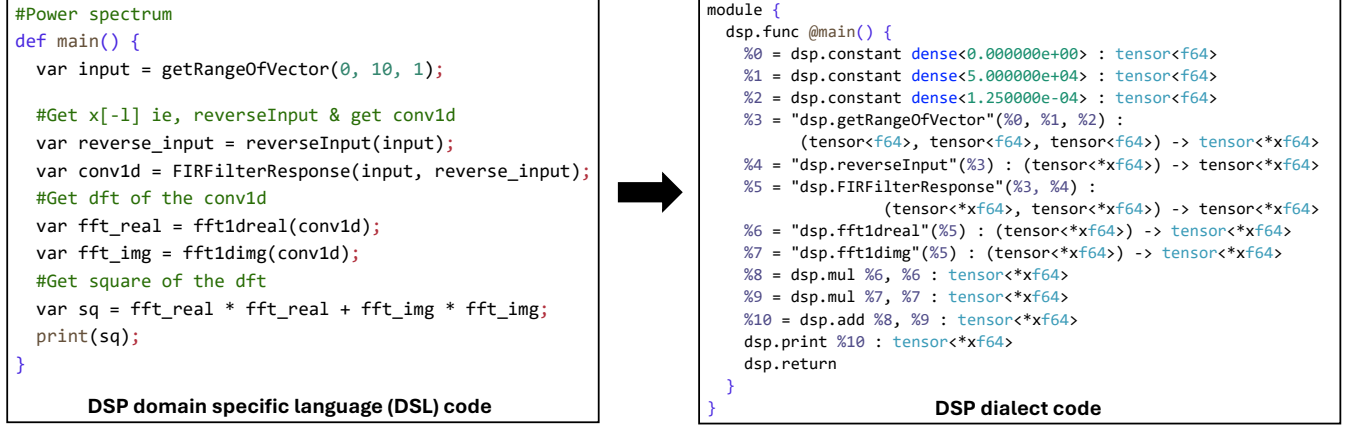 #Power spectrum
def main() {
  var input = getRangeOfVector(0, 10, 1);
  #Get x[-l] ie, reverseInput & get conv1d
  var reverse_input = reverseInput(input);
  var conv1d = FIRFilterResponse(input, reverse_input);
  #Get dft of the conv1d
  var fft_real = fft1dreal(conv1d);
  var fft_img = fft1dimg(conv1d);
  #Get square of the dft
  var sq = fft_real * fft_real + fft_img * fft_img;
  print(sq);
}
DSP domain specific language (DSL) code
module {
  dsp.func @main() {
    %0 = dsp.constant dense<0.000000e+00> : tensor<f64>
    %1 = dsp.constant dense<5.000000e+04> : tensor<f64>
    %2 = dsp.constant dense<1.250000e-04> : tensor<f64>
    %3 = "dsp.getRangeOfVector"(%0, %1, %2) :
          (tensor<f64>, tensor<f64>, tensor<f64>) -> tensor<*xf64>
    %4 = "dsp.reverseInput"(%3) : (tensor<*xf64>) -> tensor<*xf64>
    %5 = "dsp.FIRFilterResponse"(%3, %4) :
                  (tensor<*xf64>, tensor<*xf64>) -> tensor<*xf64>
    %6 = "dsp.fft1dreal"(%5) : (tensor<*xf64>) -> tensor<*xf64>
    %7 = "dsp.fft1dimg"(%5) : (tensor<*xf64>) -> tensor<*xf64>
    %8 = dsp.mul %6, %6 : tensor<*xf64>
    %9 = dsp.mul %7, %7 : tensor<*xf64>
    %10 = dsp.add %8, %9 : tensor<*xf64>
    dsp.print %10 : tensor<*xf64>
    dsp.return
  }
}
DSP dialect code